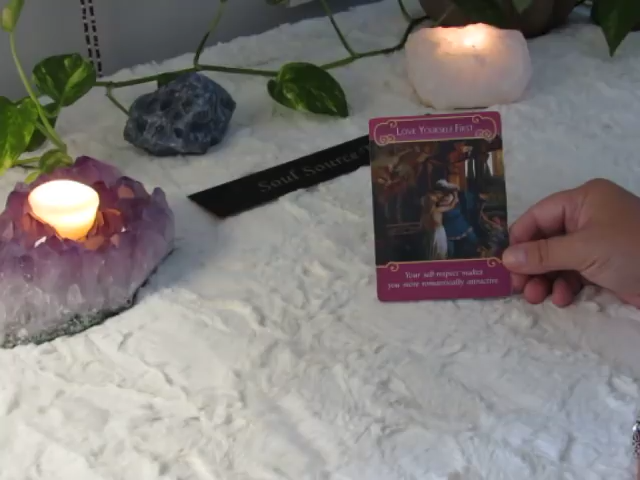 Love Yourself First
Soul Source
Your self-respect makes
you more romantically attractive